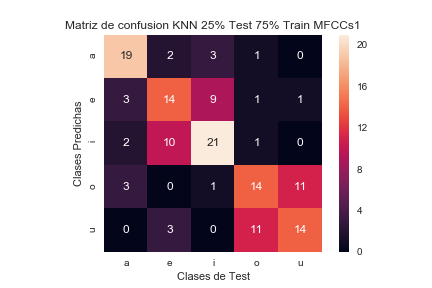 Matriz de confusion KNN 25% Test 75% Train MFCCs1
a 19 2 3 1 0
e 3 14 9 1 1
i 2 10 21 1 0
o 3 0 1 14 11
u 0 3 0 11 14
a e i o u
Clases Predichas
Clases de Test
20
16
12
8
4
0